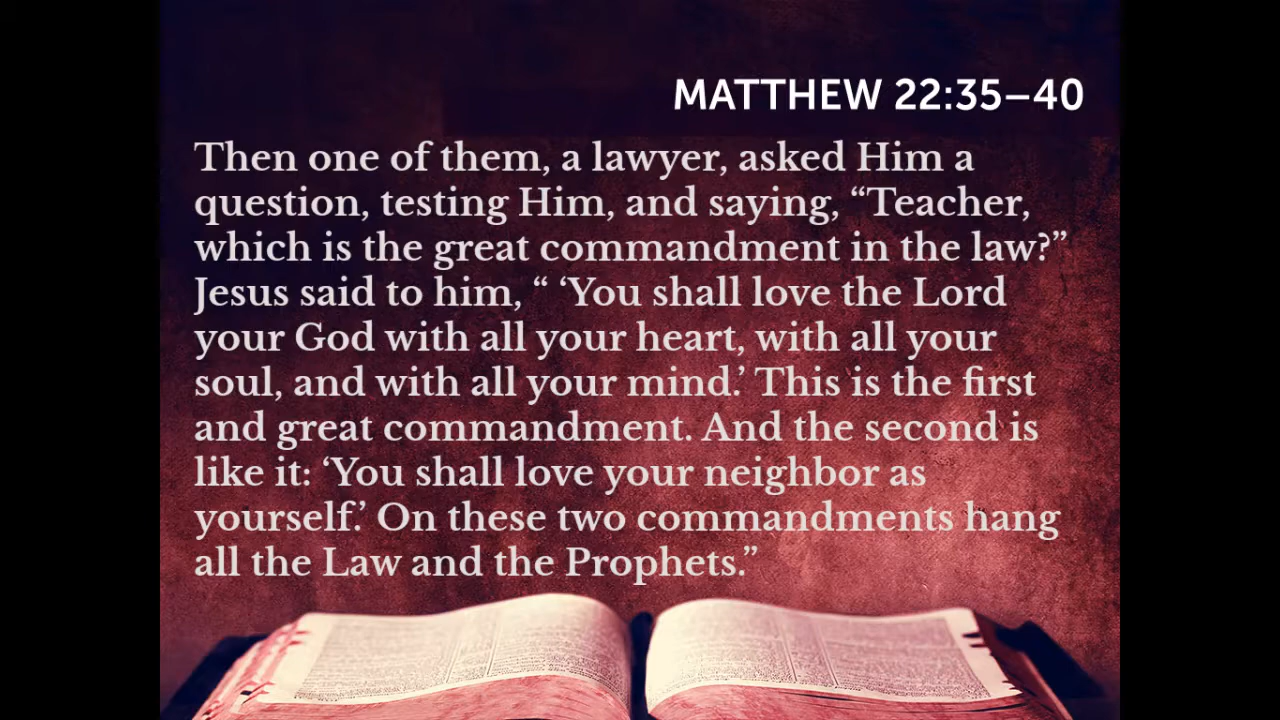 MATTHEW 22:35–40
Then one of them, a lawyer, asked Him a
question, testing Him, and saying, “Teacher,
which is the great commandment in the law?”
Jesus said to him, “ ‘You shall love the Lord
your God with all your heart, with all your
soul, and with all your mind.’ This is the first
and great commandment. And the second is
like it: ‘You shall love your neighbor as
yourself.’ On these two commandments hang
all the Law and the Prophets.”